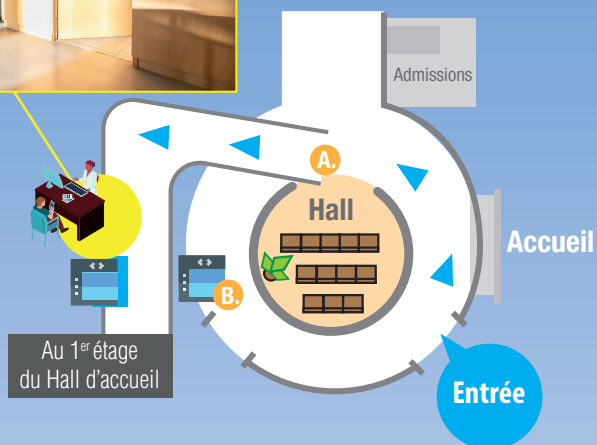 Admissions
A.
Hall
Accueil
B.
Au 1er étage
du Hall d'accueil
Entrée